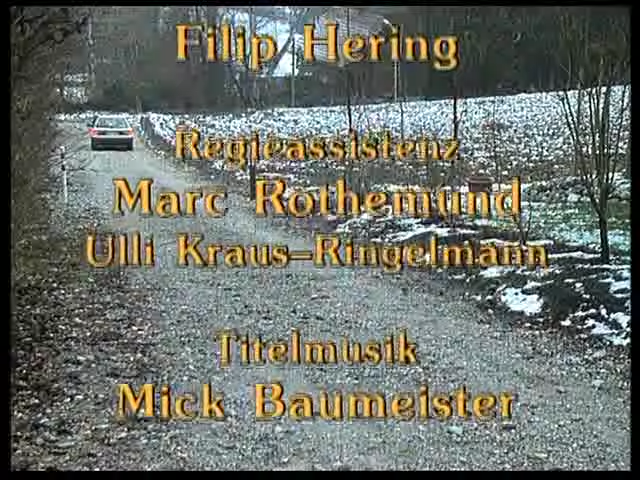 Filip Hering
Regieassistenz
Marc Rothemund
Ulli Kraus-Ringelmann
Titelmusik
Mick Baumeister